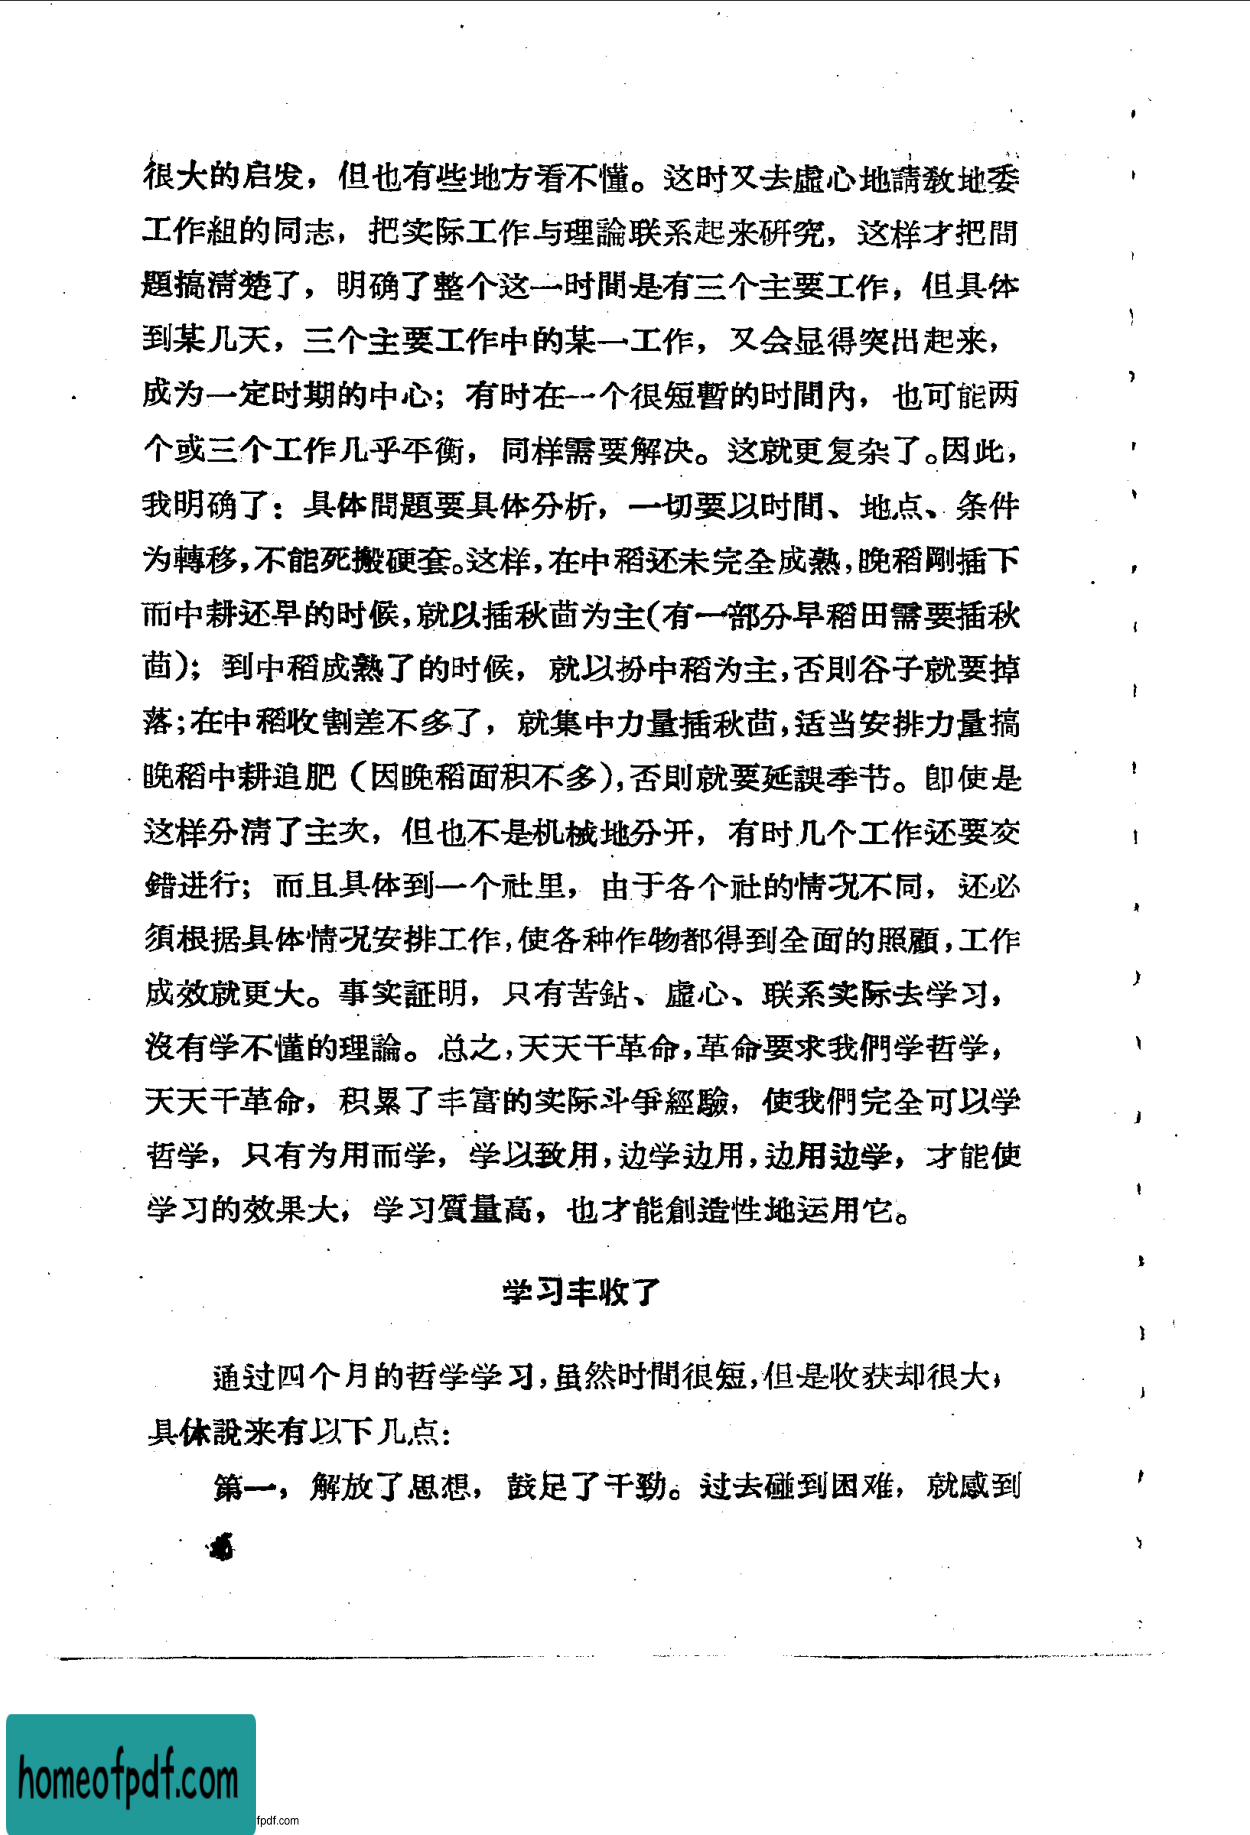 很大的启发，但也有些地方看不懂。这时又去虚心地請敎地委
工作組的同志，把实际工作与理論联系起来研究，这样才把問
題搞清楚了，明确了整个这一时間是有三个主要工作，但具体
到某几天，三个主要工作中的某一工作，又会显得突出起来，
成为一定时期的中心；有时在一个很短暫的时間内，也可能两
个或三个工作几乎平衡，同样需要解决。这就更复杂了。因此，
我明确了：具体問題要具体分析，一切要以时間、地点、条件
为轉移，不能死搬硬套。这样，在中稻还未完全成熟，晚稻剛插下
而中耕还早的时候，就以插秋茴为主（有一部分早稻田需要插秋
茴）；到中稻成熟了的时候，就以扮中稻为主，否則谷子就要掉
落；在中稻收割差不多了，就集中力量插秋茴，适当安排力量搞
晚稻中耕追肥（因晚稻面积不多），否則就要延誤季节。卽使是
这样分清了主次，但也不是机械地分开，有时几个工作还要交
錯进行；而且具体到一个社里，由于各个社的情况不同，还必
須根据具体情况安排工作，使各种作物都得到全面的照顧，工作
成效就更大。事实証明，只有苦鉆、虚心、联系实际去学习，
沒有学不懂的理論。总之，天天干革命，革命要求我們学哲学，
天天干革命，积累了丰富的实际斗爭經驗，使我們完全可以学
哲学，只有为用而学，学以致用，边学边用，边用边学，才能使
学习的效果大，学习質量高，也才能創造性地运用它。
学习丰收了
通过四个月的哲学学习，虽然时間很短，但是收获却很大，
具体說来有以下几点：
第一，解放了思想，鼓足了干勁。过去碰到困难，就感到
homeofpdf.com
fpdf.com